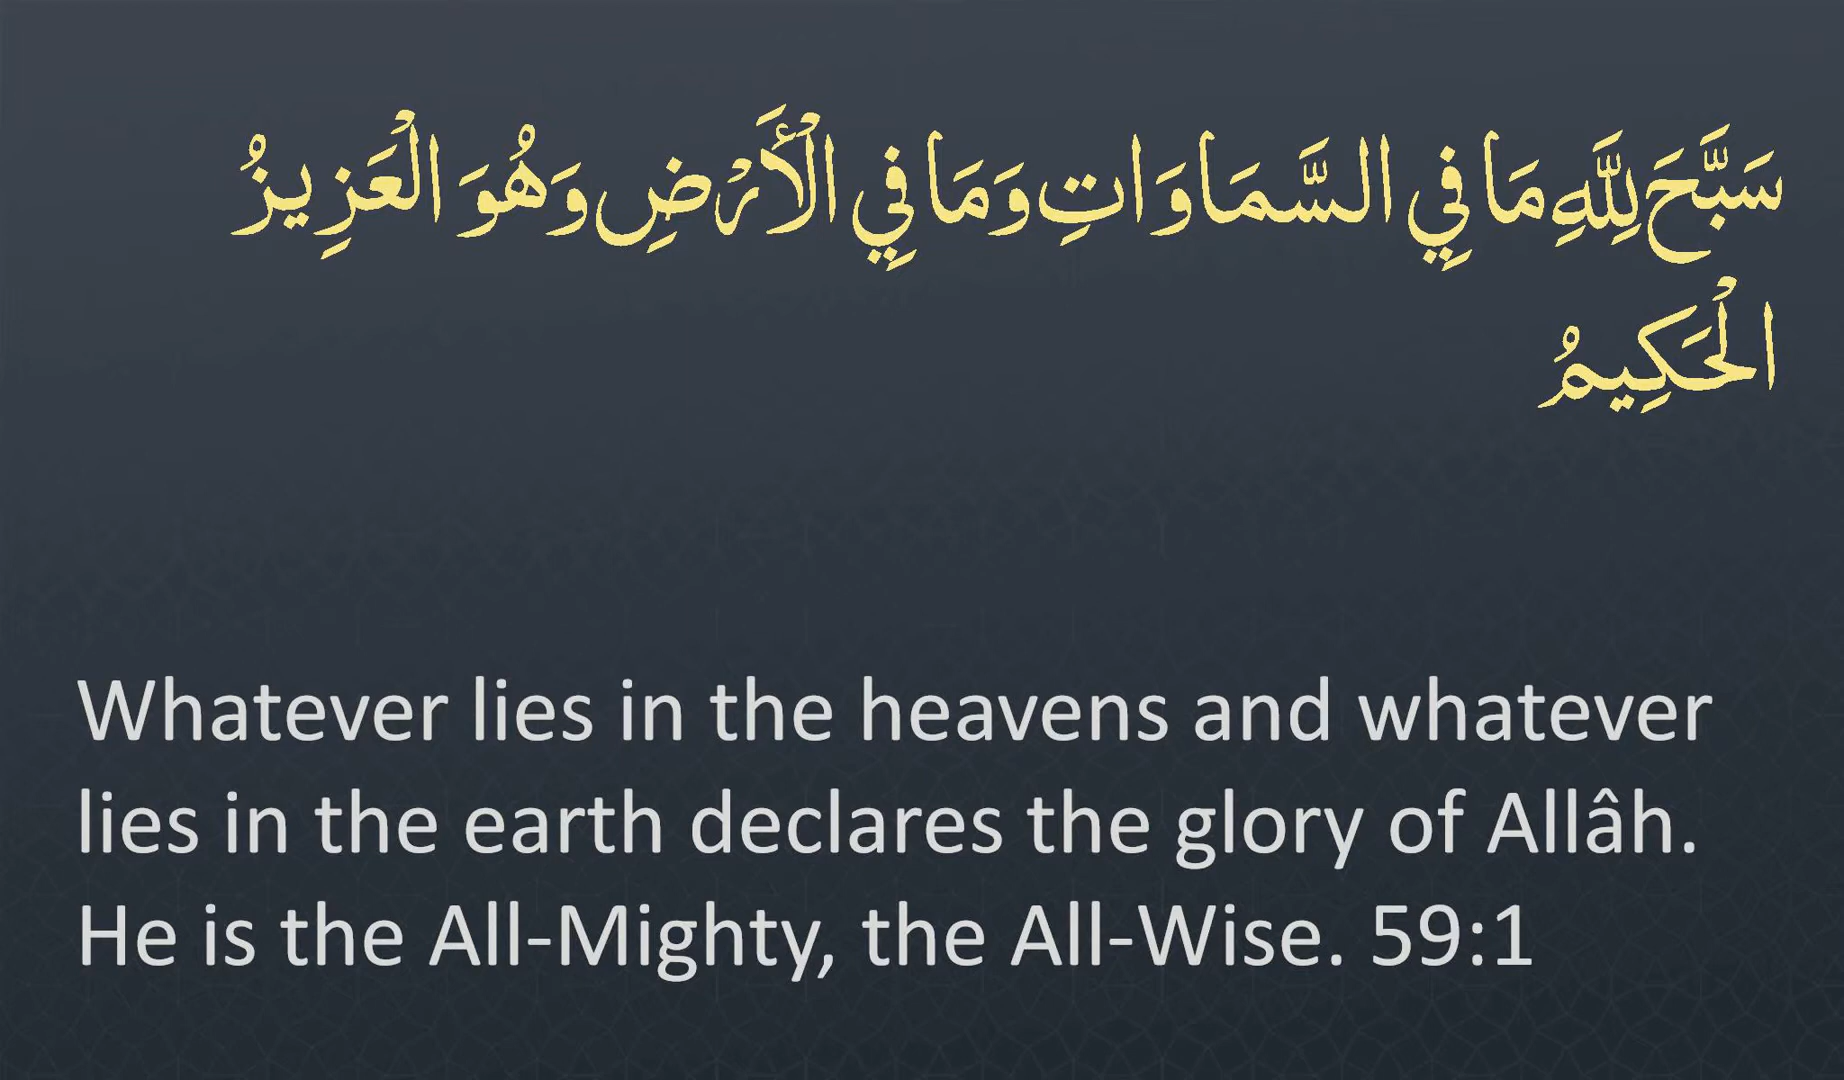 سَبَّحَ لِلَّهِ مَا فِي السَّمَاوَاتِ وَمَا فِي الْأَرْضِ وَهُوَ الْعَزِيزُ
الْحَكِيمُ
Whatever lies in the heavens and whatever
lies in the earth declares the glory of Allâh.
He is the All-Mighty, the All-Wise. 59:1